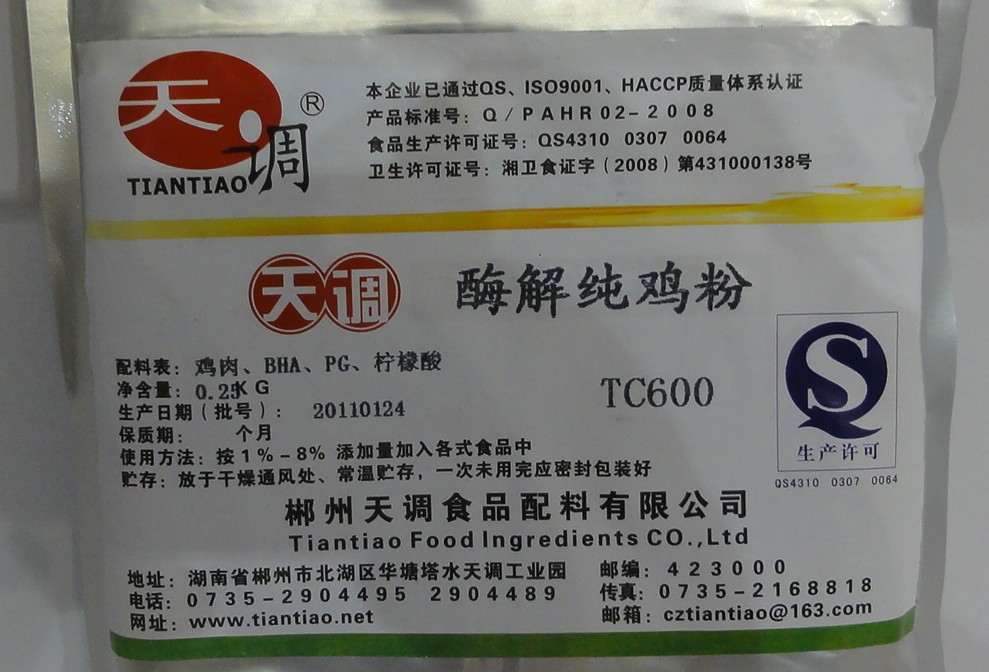 天调®
TIANTIAO
本企业已通过QS、ISO9001、HACCP质量体系认证
产品标准号：Q/PAHR02-2008
食品生产许可证号：QS4310 0307 0064
卫生许可证号：湘卫食证字（2008）第431000138号
天调 酶解纯鸡粉
配料表：鸡肉、BHA、PG、柠檬酸
净含量：0.25KG
TC600
生产日期（批号）： 20110124
保质期： 个月
使用方法：按1%-8% 添加量加入各式食品中
贮存：放于干燥通风处、常温贮存，一次未用完应密封包装好
S
生产许可
QS4310 0307 0064
郴州天调食品配料有限公司
Tiantiao Food Ingredients CO.,Ltd
地址：湖南省郴州市北湖区华塘塔水天调工业园 邮编：423000
电话：0735-2904495 2904489 传真：0735-2168818
网址：www.tiantiao.net 邮箱：cztiantiao@163.com